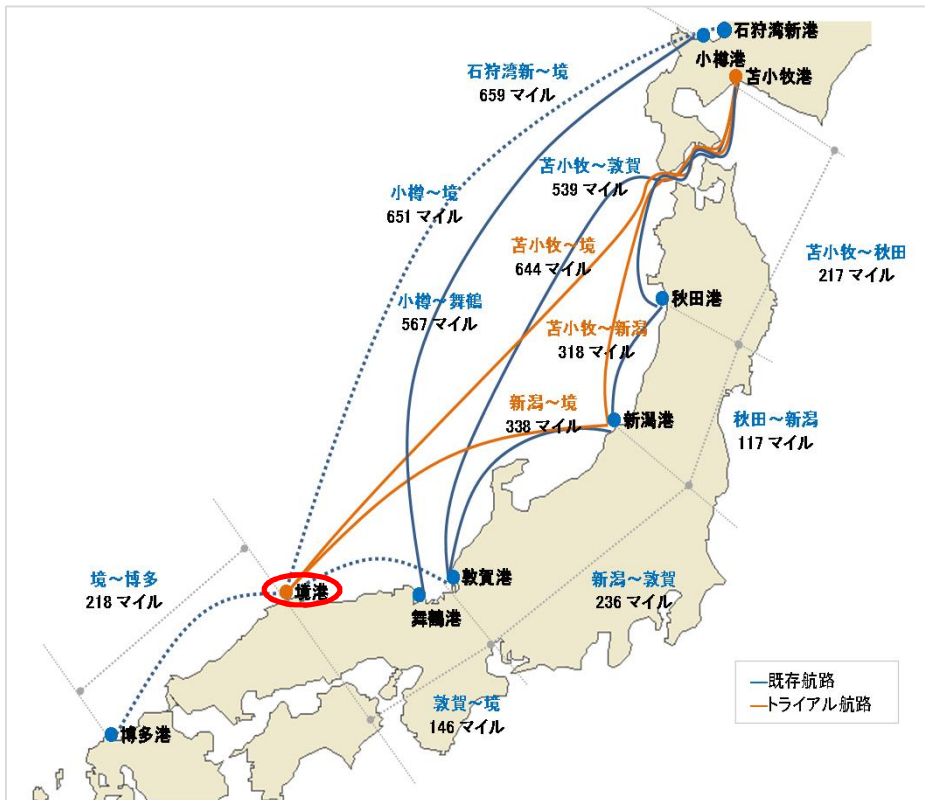 石狩湾新港
小樽港
苫小牧港
石狩湾新～境
659 マイル
苫小牧～敦賀
539 マイル
小樽～境
651 マイル
苫小牧～境
644 マイル
苫小牧～秋田
217 マイル
小樽～舞鶴
567 マイル
秋田港
苫小牧～新潟
318 マイル
新潟～境
338 マイル
新潟港
秋田～新潟
117 マイル
境～博多
218 マイル
境港
敦賀港
舞鶴港
新潟～敦賀
236 マイル
敦賀～境
146 マイル
博多港
既存航路
トライアル航路